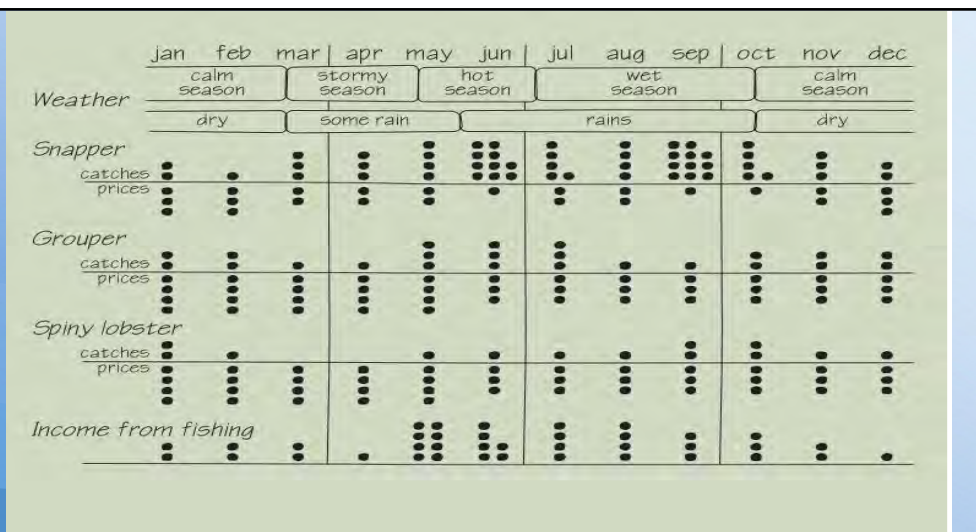 jan feb mar apr may jun jul aug sep oct nov dec
calm season stormy season hot season wet season calm season
Weather
dry some rain rains dry
Snapper
catches
prices
Grouper
catches
prices
Spiny lobster
catches
prices
Income from fishing